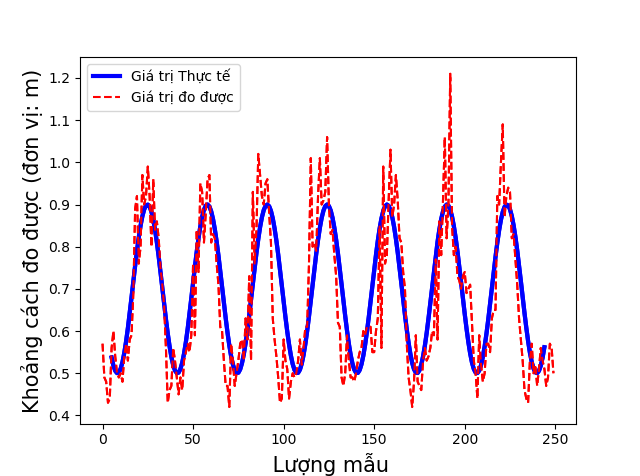 Giá trị Thực tế
Giá trị đo được
Khoảng cách đo được (đơn vị: m)
1.2
1.1
1.0
0.9
0.8
0.7
0.6
0.5
0.4
0 50 100 150 200 250
Lượng mẫu